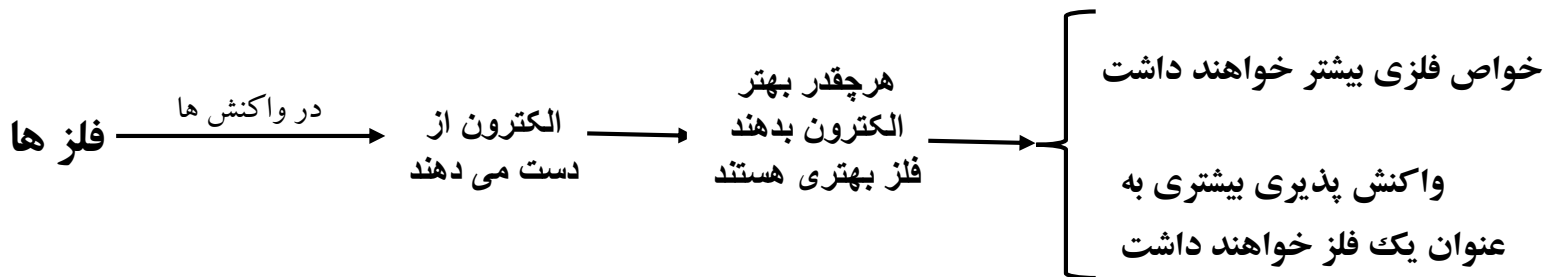 فلز ها
در واکنش ها
الکترون از
دست می دهند
هرچقدر بهتر
الکترون بدهند
فلز بهتری هستند
خواص فلزی بیشتر خواهند داشت
واکنش پذیری بیشتری به
عنوان یک فلز خواهند داشت